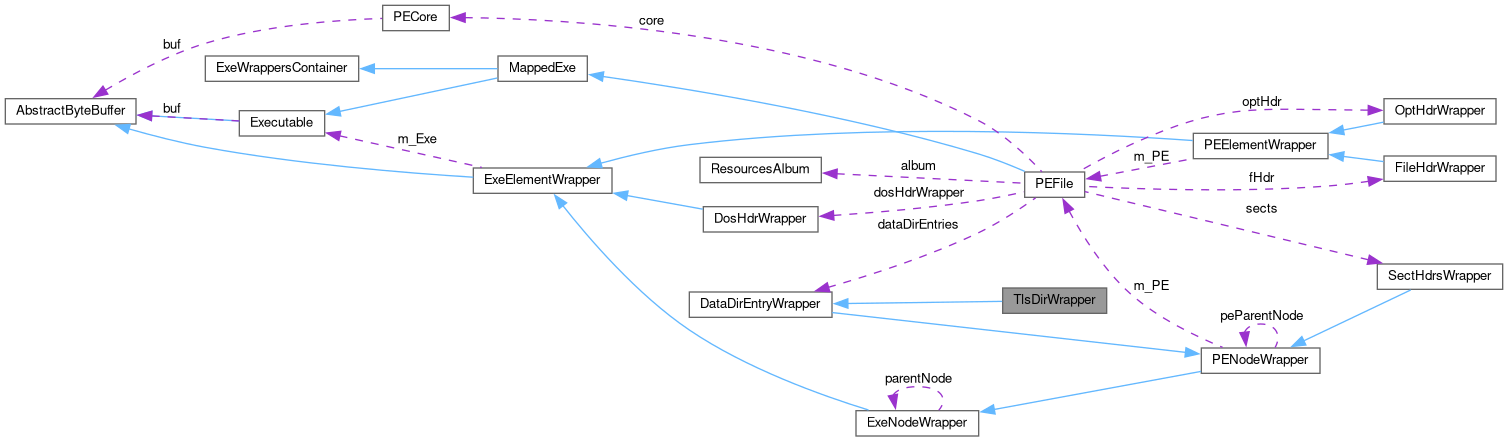 PECore
core
buf
ExeWrappersContainer
MappedExe
AbstractByteBuffer
buf
Executable
optHdr
OptHdrWrapper
m_Exe
PEElementWrapper
m_PE
ResourcesAlbum
album
FileHdrWrapper
ExeElementWrapper
PEFile
fHdr
dosHdrWrapper
DosHdrWrapper
sects
dataDirEntries
SectHdrsWrapper
m_PE
DataDirEntryWrapper
TlsDirWrapper
peParentNode
PENodeWrapper
parentNode
ExeNodeWrapper